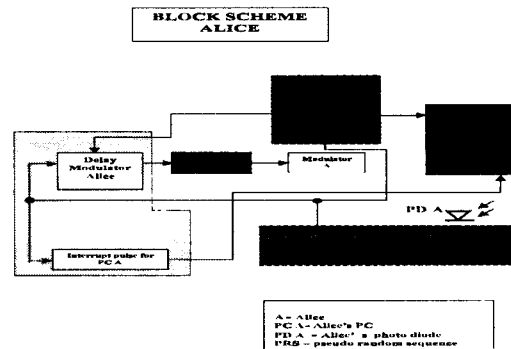 BLOCK SCHEME
ALICE
Delay
Modulator
Alice
Modulator
A
PD A
Interrupt pulse for
PC A
A - Alice
PC A - Alice's PC
PD A - Alice' s photo diode
PRS - pseudo random sequense